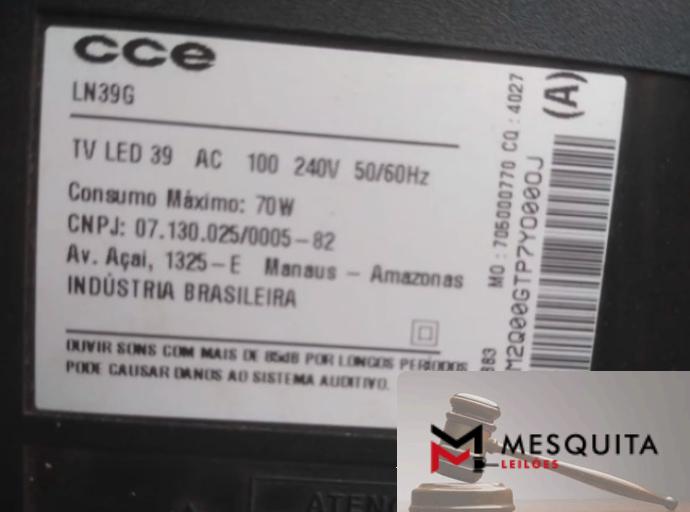 cce
LN39G
TV LED 39 AC 100 240V 50/60Hz
Consumo Máximo: 70W
CNPJ: 07.130.025/0005-82
Av. Açai, 1325-E Manaus - Amazonas
INDÚSTRIA BRASILEIRA
OUVIR SONS COM MAIS DE 85dB POR LONGOS PERÍODOS
PODE CAUSAR DANOS AO SISTEMA AUDITIVO.
MO: 705000770 CQ: 4027
(A)
MESQUITA
LEILÕES